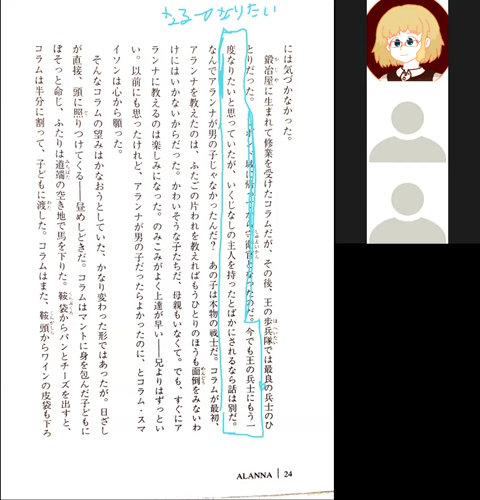 なる→なりたい
には気づかなかった。
鍛冶屋に生まれて修業を受けたコラムだが、その後、王の歩兵隊では最良の兵士のひ
とりだった。
今でも王の兵士にもう一
度なりたいと思っていたが、いくじなしの主人を持ったとばかにされるなら話は別だ。
なんでアランナが男の子じゃなかったんだ？　あの子は本物の戦士だ。コラムが最初、
アランナを教えたのは、ふたごの片われを教えればもうひとりのほうも面倒をみないわ
けにはいかないからだった。かわいそうな子たちだ、母親もいなくて。でも、すぐにア
ランナに教えるのは楽しみになった。のみこみがよく上達が早い——兄よりはずっとい
い。以前にも思ったけれど、アランナが男の子だったらよかったのに、とコラム・スマ
イソンは心から願った。
そんなコラムの望みはかなおうとしていた、かなり変わった形ではあったが。日ざし
が直接、頭に照りつけてくる——昼めしどきだ。コラムはマントに身を包んだ子どもに
ぼそっと命じ、ふたりは道端の空き地で馬を下りた。鞍袋からパンとチーズを出すと、
コラムは半分に割って、子どもに渡した。コラムはまた、鞍頭からワインの皮袋も下ろ
ALANNA | 24